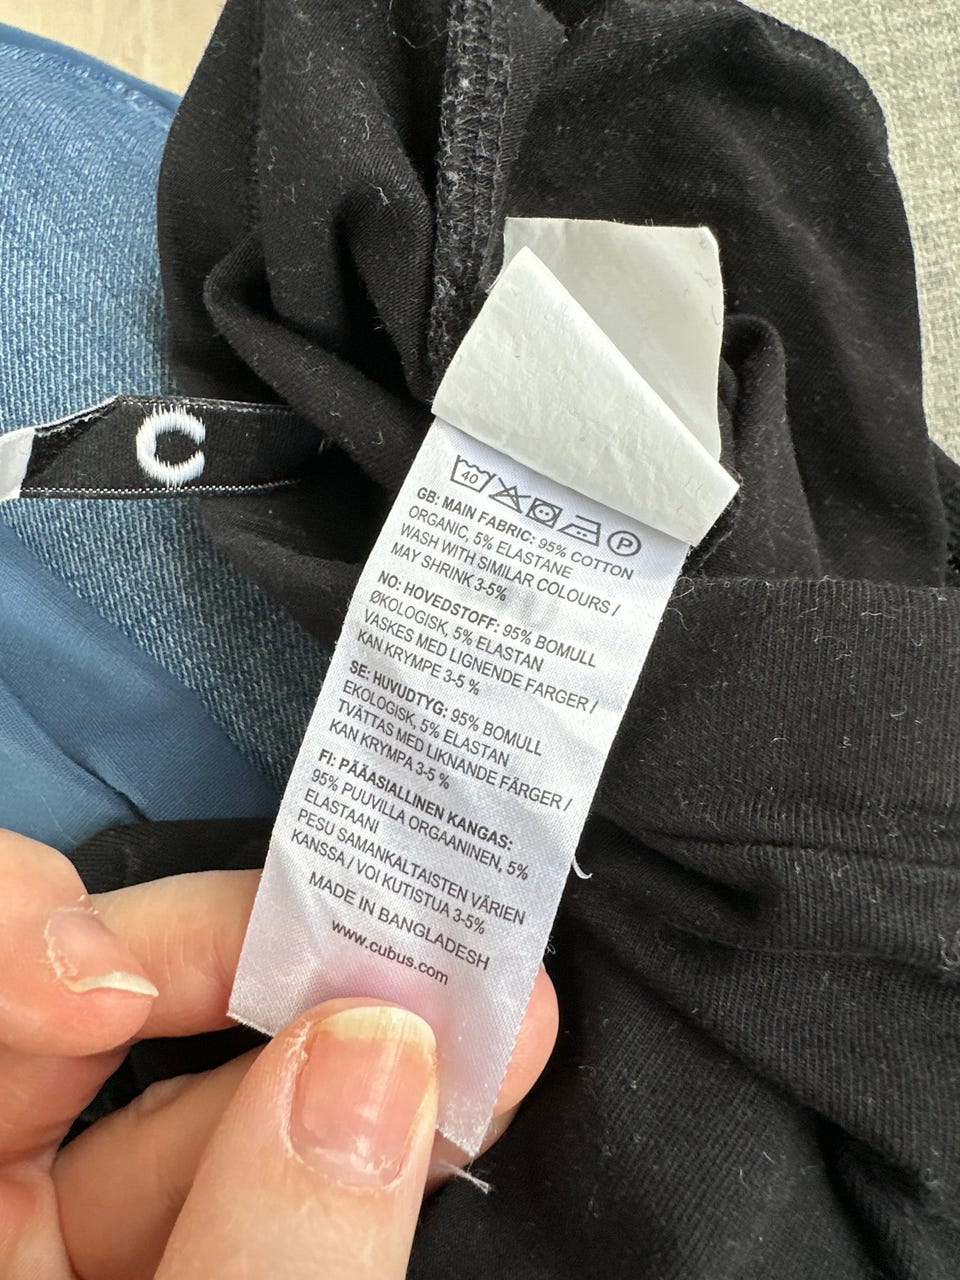 C
40
P
GB: MAIN FABRIC: 95% COTTON
ORGANIC, 5% ELASTANE
WASH WITH SIMILAR COLOURS /
MAY SHRINK 3-5%
NO: HOVEDSTOFF: 95% BOMULL
ØKOLOGISK, 5% ELASTAN
VASKES MED LIGNENDE FARGER /
KAN KRYMPE 3-5 %
SE: HUVUDTYG: 95% BOMULL
EKOLOGISK, 5% ELASTAN
TVÄTTAS MED LIKNANDE FÄRGER /
KAN KRYMPA 3-5 %
FI: PÄÄASIALLINEN KANGAS:
95% PUUVILLA ORGAANINEN, 5%
ELASTAANI
PESU SAMANKALTAISTEN VÄRIEN
KANSSA / VOI KUTISTUA 3-5%
MADE IN BANGLADESH
www.cubus.com